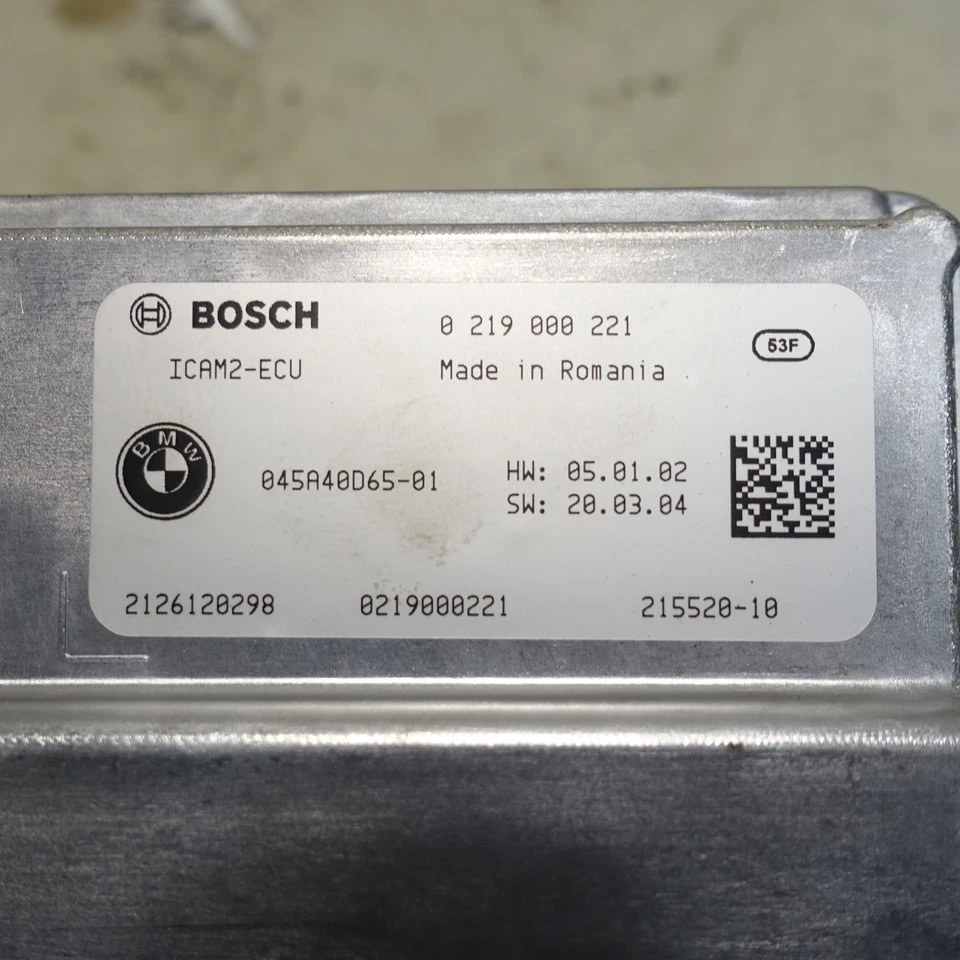 BOSCH
0 219 000 221
53F
ICAM2-ECU
Made in Romania
BMW
045A40D65-01
HW: 05.01.02
SW: 20.03.04
2126120298
0219000221
215520-10